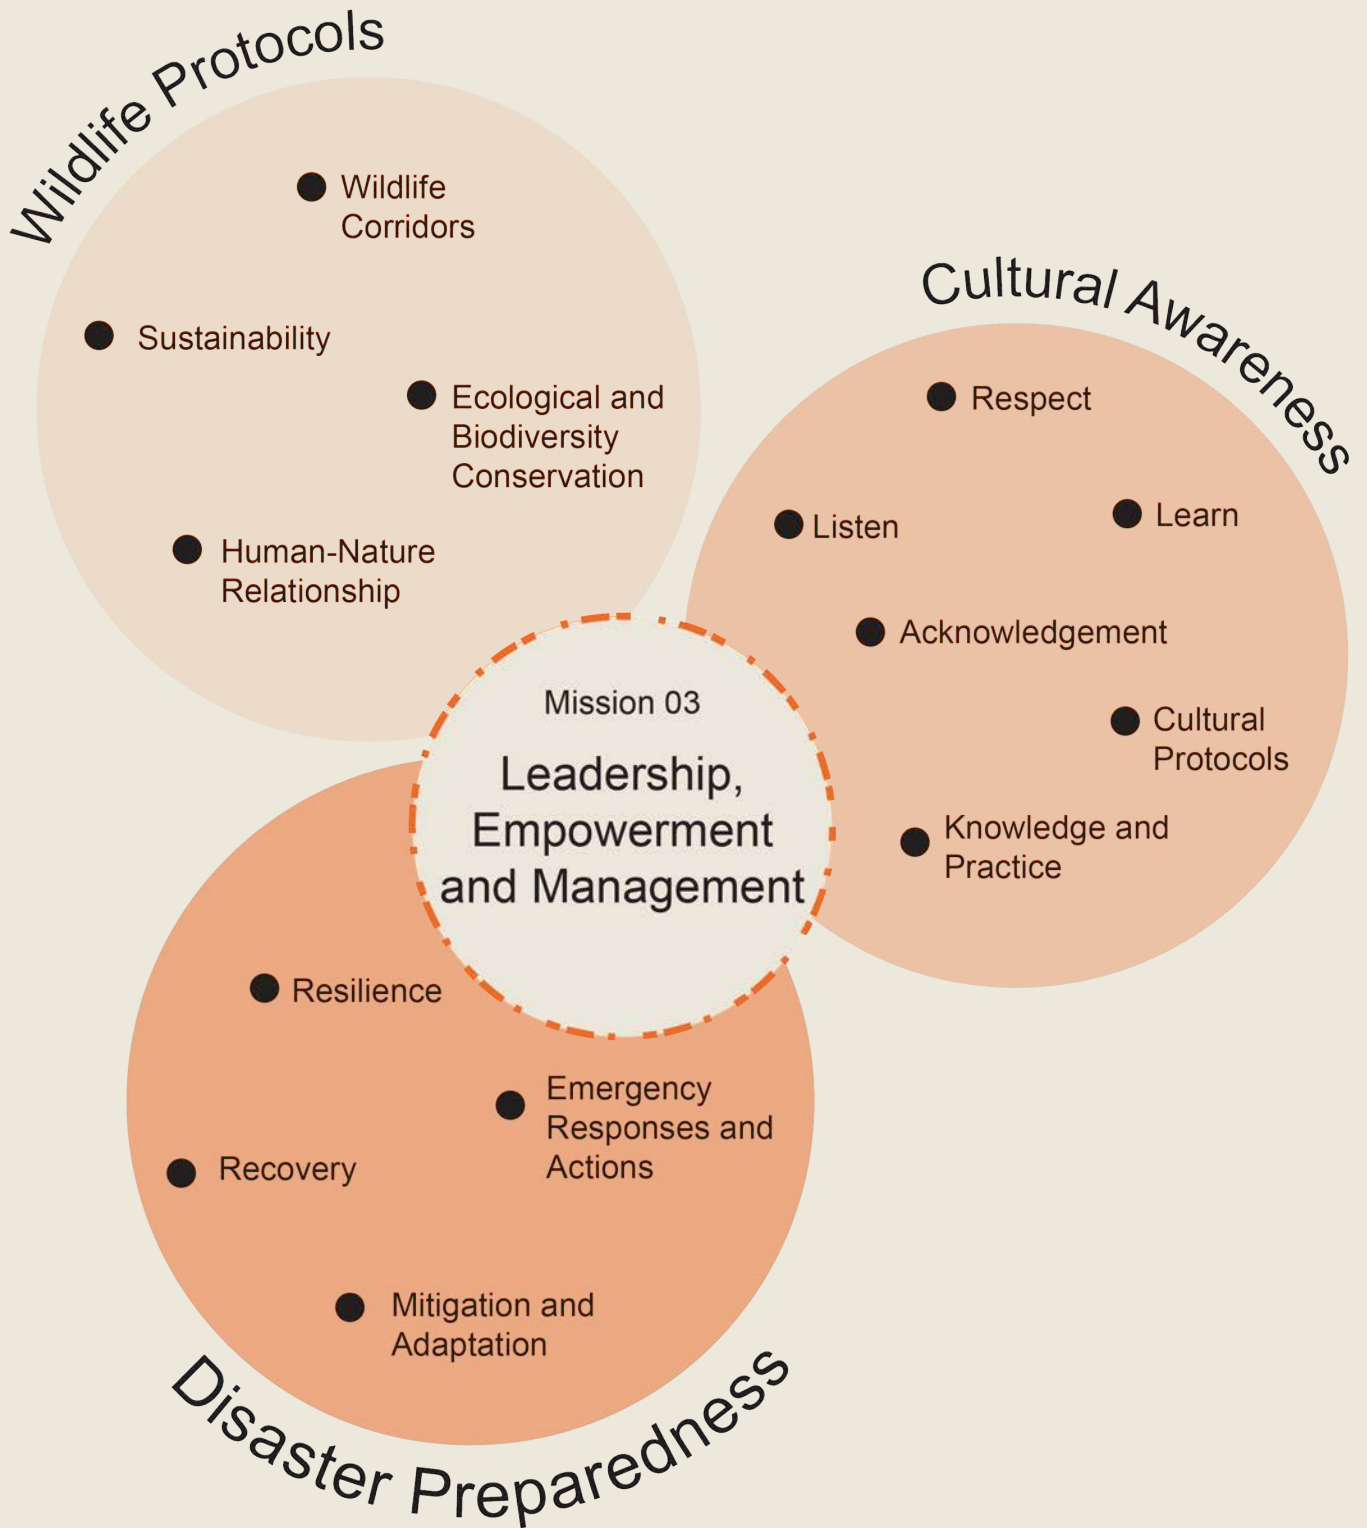 Wildlife Protocols
Wildlife
Corridors
Sustainability
Ecological and
Biodiversity
Conservation
Human-Nature
Relationship
Cultural Awareness
Respect
Listen
Learn
Acknowledgement
Cultural
Protocols
Knowledge and
Practice
Mission 03
Leadership,
Empowerment
and Management
Resilience
Emergency
Responses and
Actions
Recovery
Mitigation and
Adaptation
Disaster Preparedness